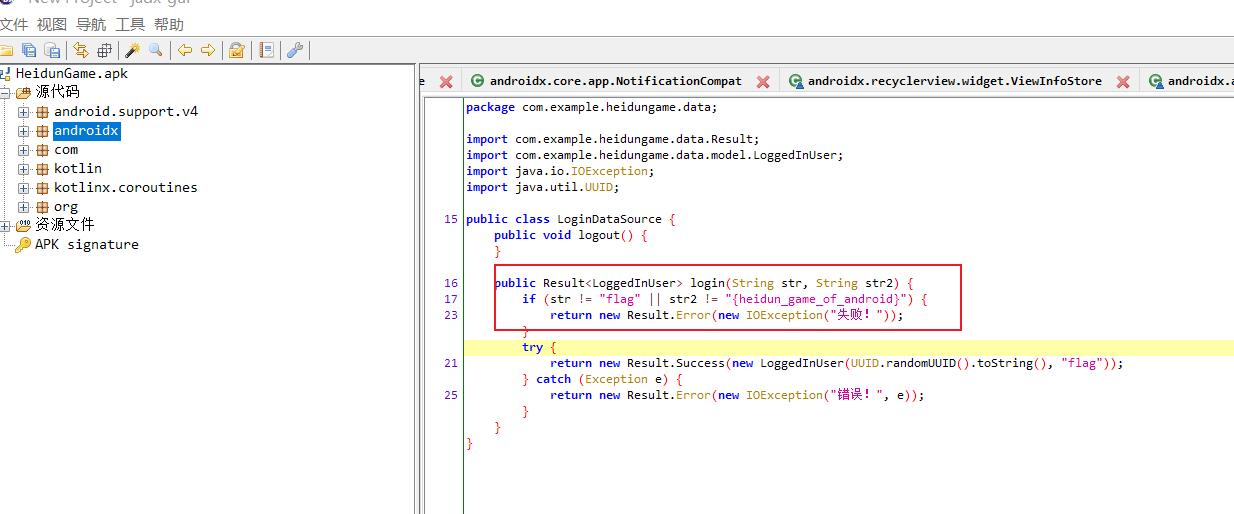 文件 视图 导航 工具 帮助
HeidunGame.apk
源代码
android.support.v4
androidx
com
kotlin
kotlinx.coroutines
org
资源文件
APK signature
e androidx.core.app.NotificationCompat androidx.recyclerview.widget.ViewInfoStore androidx.a
package com.example.heidungame.data;
import com.example.heidungame.data.Result;
import com.example.heidungame.data.model.LoggedInUser;
import java.io.IOException;
import java.util.UUID;
15 public class LoginDataSource {
public void logout() {
}
16 public Result<LoggedInUser> login(String str, String str2) {
17 if (str != "flag" || str2 != "{heidun_game_of_android}") {
23 return new Result.Error(new IOException("失败！"));
}
try {
21 return new Result.Success(new LoggedInUser(UUID.randomUUID().toString(), "flag"));
} catch (Exception e) {
25 return new Result.Error(new IOException("错误！", e));
}
}
}